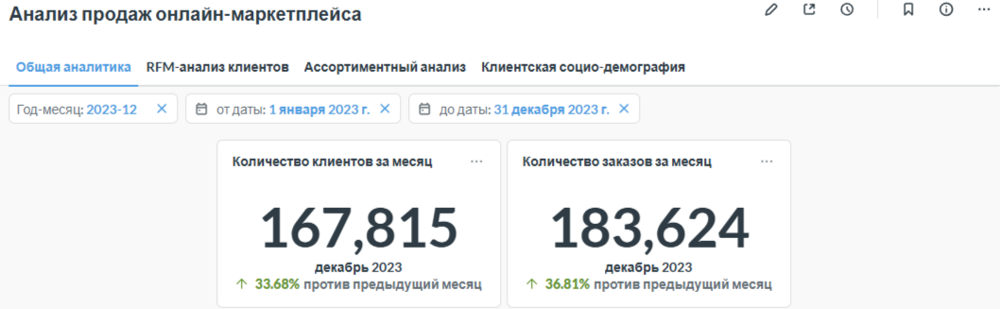 Анализ продаж онлайн-маркетплейса
Общая аналитика RFM-анализ клиентов Ассортиментный анализ Клиентская социо-демография
Год-месяц: 2023-12 от даты: 1 января 2023 г. до даты: 31 декабря 2023 г.
Количество клиентов за месяц
167,815
декабрь 2023
33.68% против предыдущий месяц
Количество заказов за месяц
183,624
декабрь 2023
36.81% против предыдущий месяц